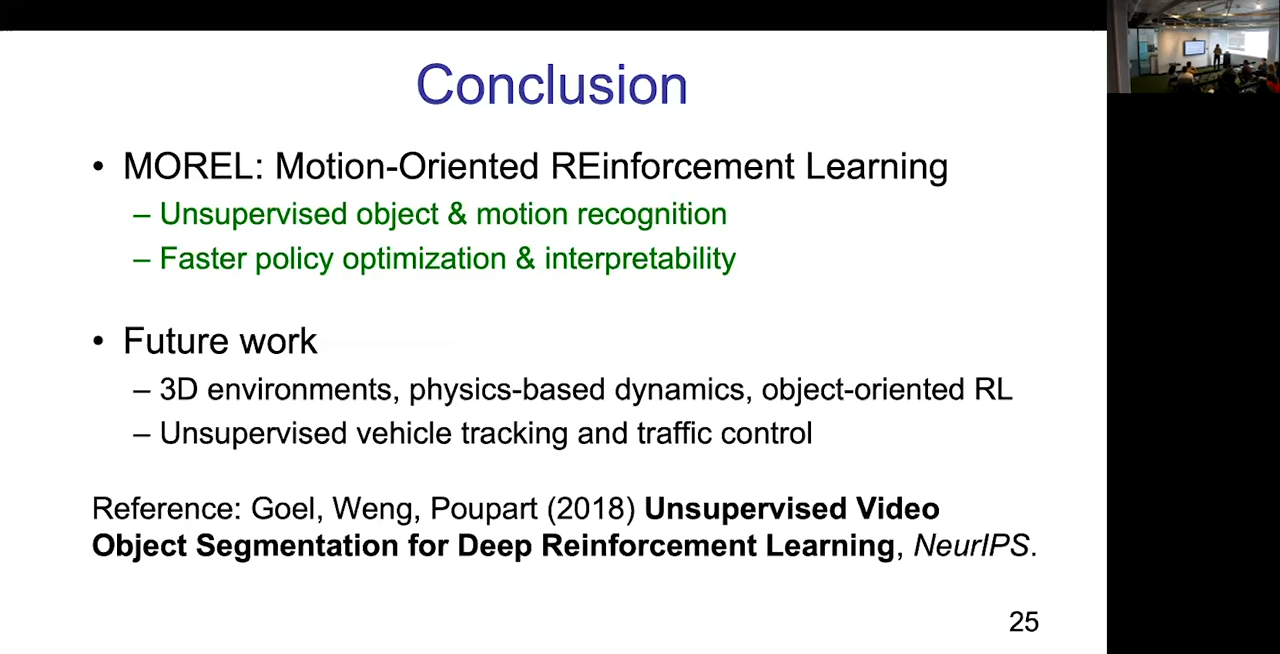 Conclusion
• MOREL: Motion-Oriented REinforcement Learning
– Unsupervised object & motion recognition
– Faster policy optimization & interpretability
• Future work
– 3D environments, physics-based dynamics, object-oriented RL
– Unsupervised vehicle tracking and traffic control
Reference: Goel, Weng, Poupart (2018) Unsupervised Video
Object Segmentation for Deep Reinforcement Learning, NeurIPS.
25